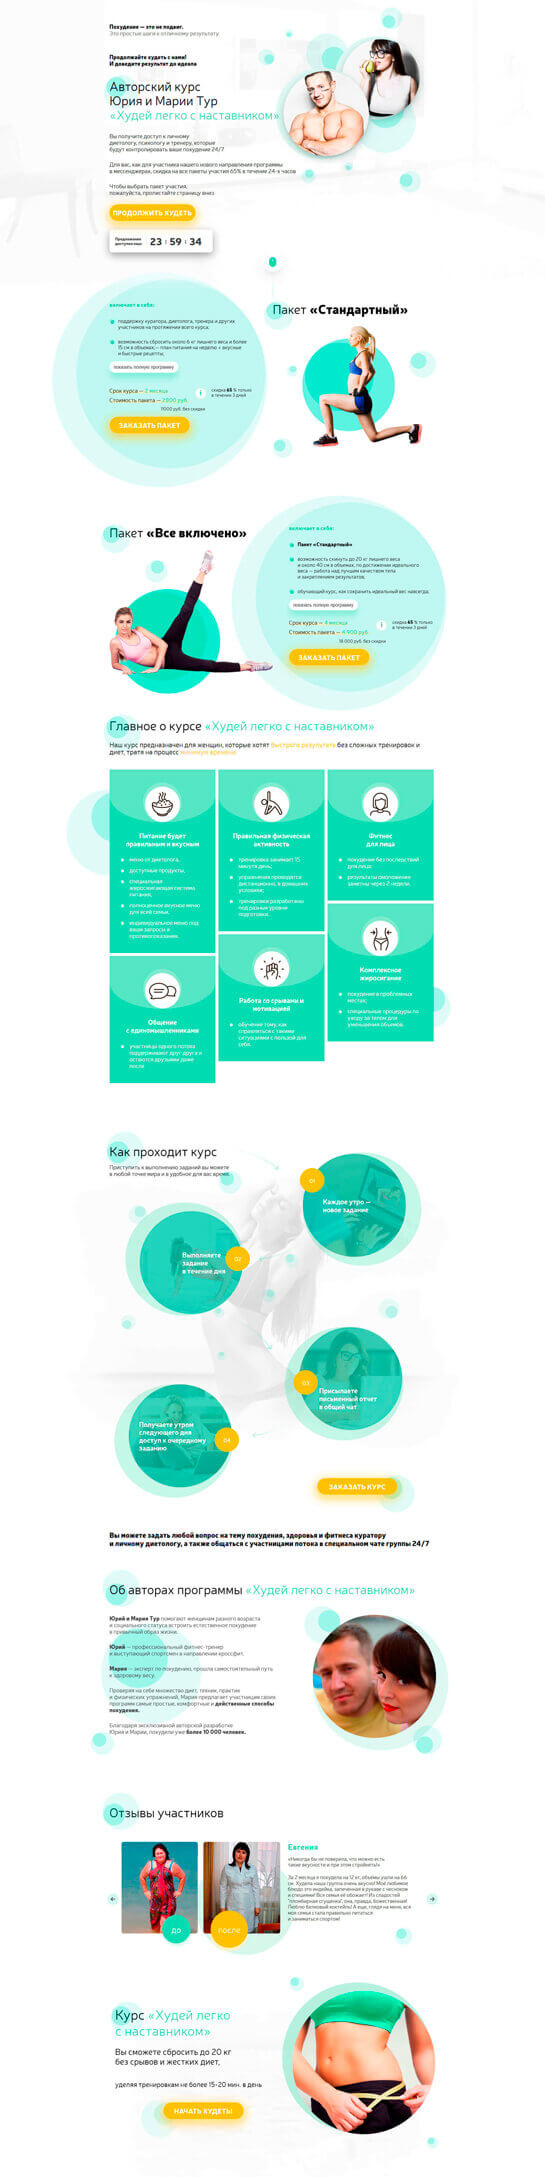 Похудение — это не подвиг.
Это простые шаги к отличному результату.
Продолжайте худеть с нами!
И доведите результат до идеала
Авторский курс
Юрия и Марии Тур
«Худей легко с наставником»
Вы получите доступ к личному
диетологу, психологу и тренеру, которые
будут контролировать ваше похудение 24/7
Для вас, как для участника нашего нового направления программы
в мессенджерах, скидка на все пакеты участия 65% в течение 24-х часов
Чтобы выбрать пакет участия,
пожалуйста, пролистайте страницу вниз
ПРОДОЛЖИТЬ ХУДЕТЬ
Предложение
доступно еще
23 : 59 : 34
Пакет «Стандартный»
включает в себя:
поддержку куратора, диетолога, тренера и других
участников на протяжении всего курса;
возможность сбросить около 6 кг лишнего веса и более
15 см в объемах; — план питания на неделю + вкусные
и быстрые рецепты;
показать полную программу
Срок курса — 2 месяца
Стоимость пакета — 2 800 руб.
скидка 65 % только
в течение 3 дней
ЗАКАЗАТЬ ПАКЕТ
Пакет «Все включено»
включает в себя:
Пакет «Стандартный»
возможность скинуть до 20 кг лишнего веса
и около 40 см в объемах, по достижении идеального
веса — работа над лучшим качеством тела
и закреплением результатов;
обучающий курс, как сохранить идеальный вес навсегда;
показать полную программу
Срок курса — 4 месяца
Стоимость пакета — 4 900 руб.
14 000 руб. без скидки
скидка 65 % только
в течение 3 дней
ЗАКАЗАТЬ ПАКЕТ
Главное о курсе «Худей легко с наставником»
Наш курс предназначен для женщин, которые хотят быстрого результата без сложных тренировок и
диет, тратя на процесс минимум времени
Питание будет
правильным и вкусным
меню от диетолога,
доступные продукты,
специальная
жиросжигающая система
питания,
полноценное вкусное меню
для всей семьи,
индивидуальное меню под
ваши запросы и
противопоказания.
Правильная физическая
активность
тренировка занимает 15
минут в день;
упражнения проводятся
дистанционно, в домашних
условиях;
тренировки разработаны
под разные уровни
подготовки.
Фитнес
для лица
похудение без последствий
для лица;
результаты омоложения
заметны через 2 недели.
Общение
с единомышленниками
участницы одного потока
поддерживают друг друга и
остаются друзьями даже
после
Работа со срывами и
мотивацией
обучение тому, как
справляться с такими
ситуациями с пользой для
себя.
Комплексное
жиросжигание
похудение в проблемных
местах;
специальные процедуры по
уходу за телом для
уменьшения объемов.
Как проходит курс
Приступить к выполнению заданий вы можете
в любой точке мира и в удобное для вас время.
01
Каждое утро —
новое задание
02
Выполняете
задание
в течение дня
03
Присылаете
письменный отчет
в общий чат
04
Получаете утром
следующего дня
доступ к очередному
заданию
ЗАКАЗАТЬ КУРС
Вы можете задать любой вопрос на тему похудения, здоровья и фитнеса куратору
и личному диетологу, а также общаться с участницами потока в специальном чате группы 24/7
Об авторах программы «Худей легко с наставником»
Юрий и Мария Тур помогают женщинам разного возраста
и социального статуса встроить естественное похудение
в привычный образ жизни.
Юрий — профессиональный фитнес-тренер
и выступающий спортсмен в направлении кроссфит.
Мария — эксперт по похудению, прошла самостоятельный путь
к здоровому весу.
Проверяя на себе множество диет, техник, практик
и физических упражнений, Мария предлагает участницам своих
программ самые простые, комфортные и действенные способы
похудения.
Благодаря эксклюзивной авторской разработке
Юрия и Марии, похудели уже более 10 000 человек.
Отзывы участников
до
после
Евгения
«Никогда бы не поверила, что можно есть
такие вкусности и при этом стройнеть!»
За 2 месяца я похудела на 12 кг, объёмы ушли на 66
см. Худела наша группа очень вкусно! Моё любимое
блюдо это индейка, запеченная в рукаве с чесноком
и специями! Вся семья её обожает! Из сладостей
"пломбирная сгущенка", она, правда, божественная!
Люблю белковый коктейль! А еще, глядя на меня, вся
моя семья стала правильно питаться
и заниматься спортом!
Курс «Худей легко
с наставником»
Вы сможете сбросить до 20 кг
без срывов и жестких диет,
уделяя тренировкам не более 15-20 мин. в день
НАЧАТЬ ХУДЕТЬ!